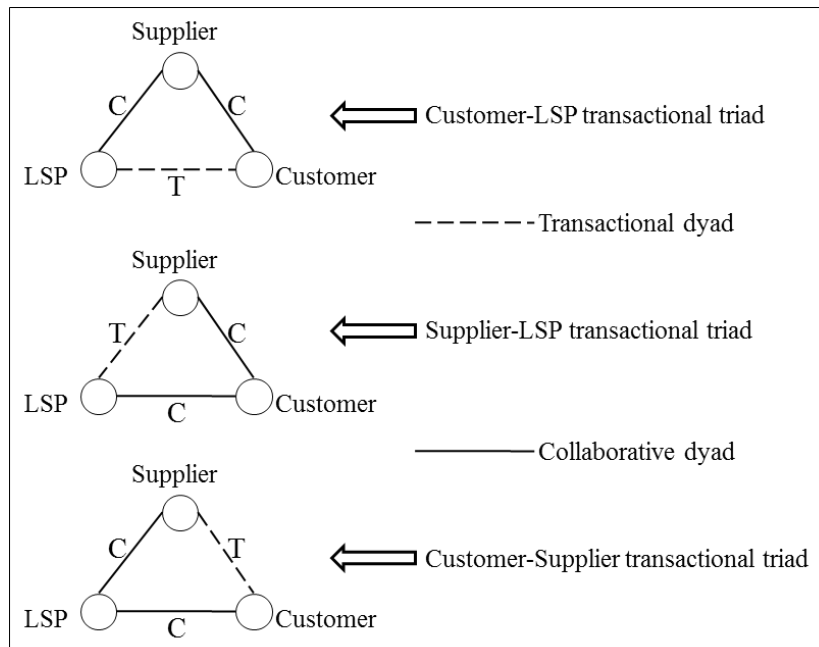 Supplier
C
C
Customer-LSP transactional triad
LSP
T
Customer
Transactional dyad
Supplier
T
C
Supplier-LSP transactional triad
LSP
C
Customer
Collaborative dyad
Supplier
C
T
Customer-Supplier transactional triad
LSP
C
Customer